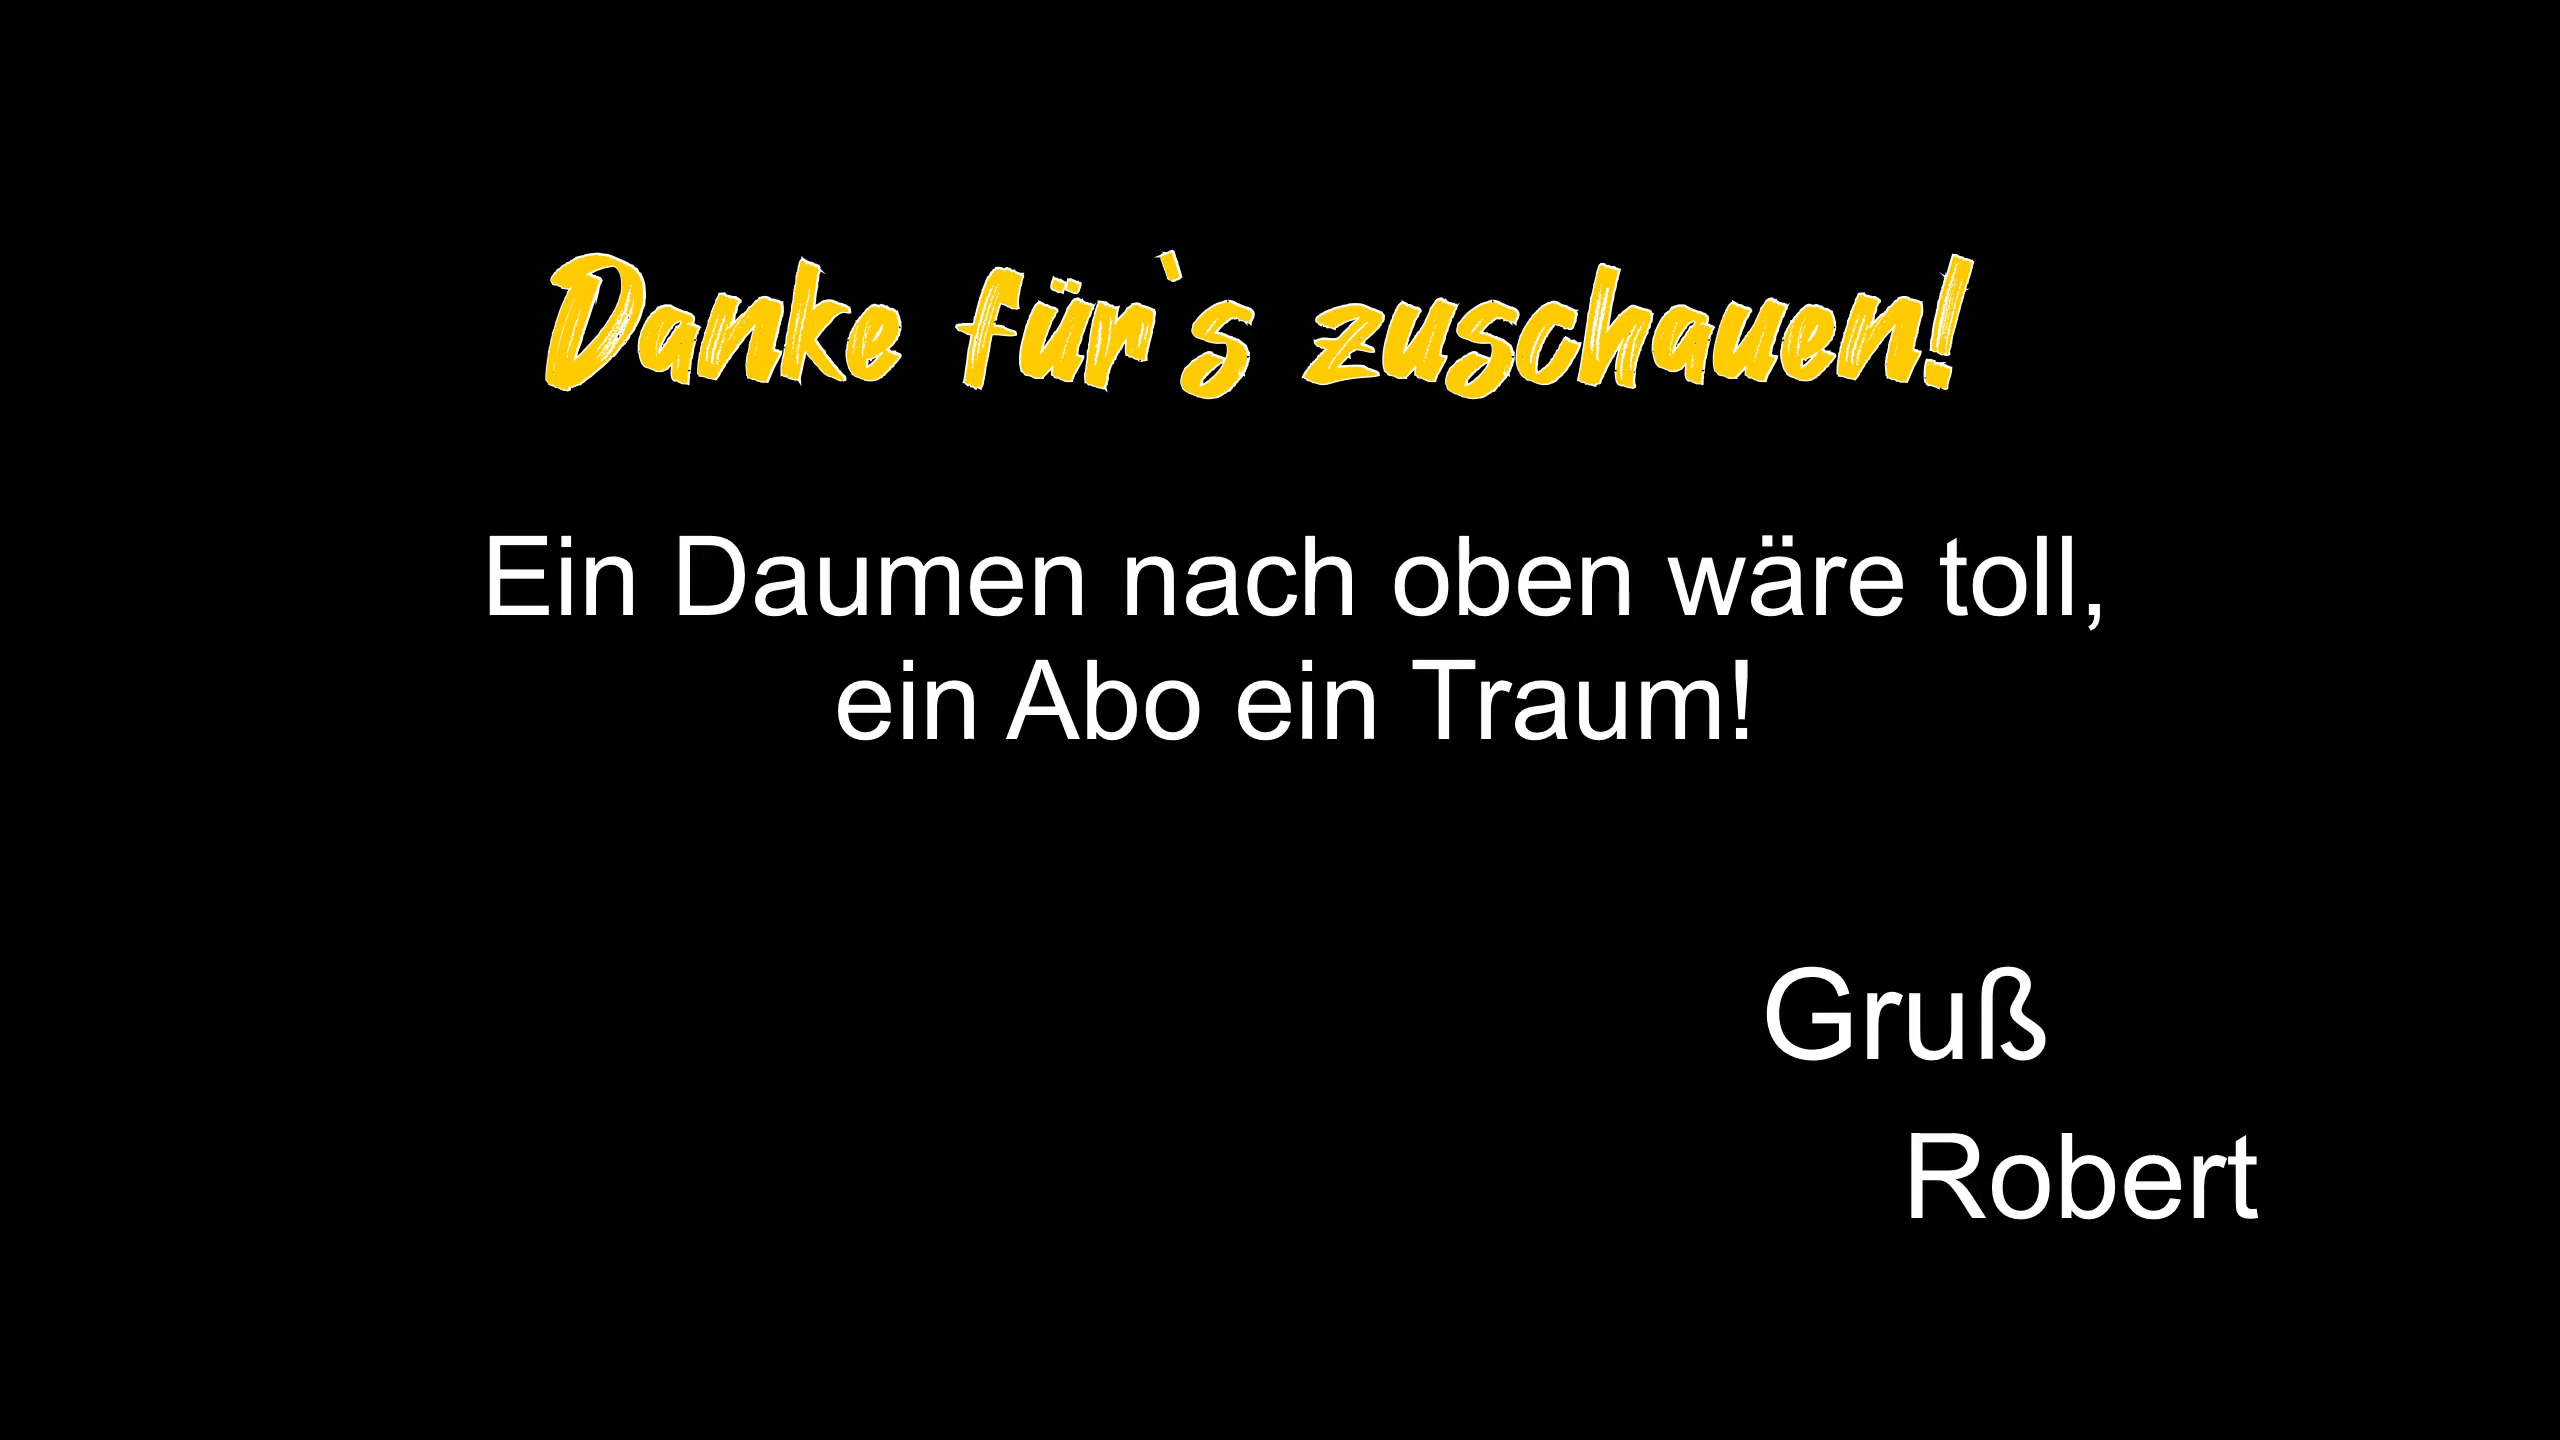 Danke für`s zuschauen!
Ein Daumen nach oben wäre toll,
ein Abo ein Traum!
Gruß
Robert